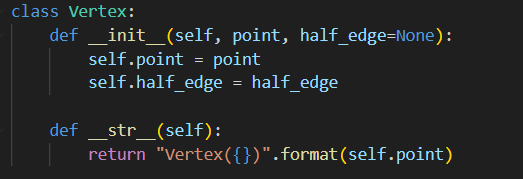 class Vertex:
    def __init__(self, point, half_edge=None):
        self.point = point
        self.half_edge = half_edge

    def __str__(self):
        return "Vertex({})".format(self.point)